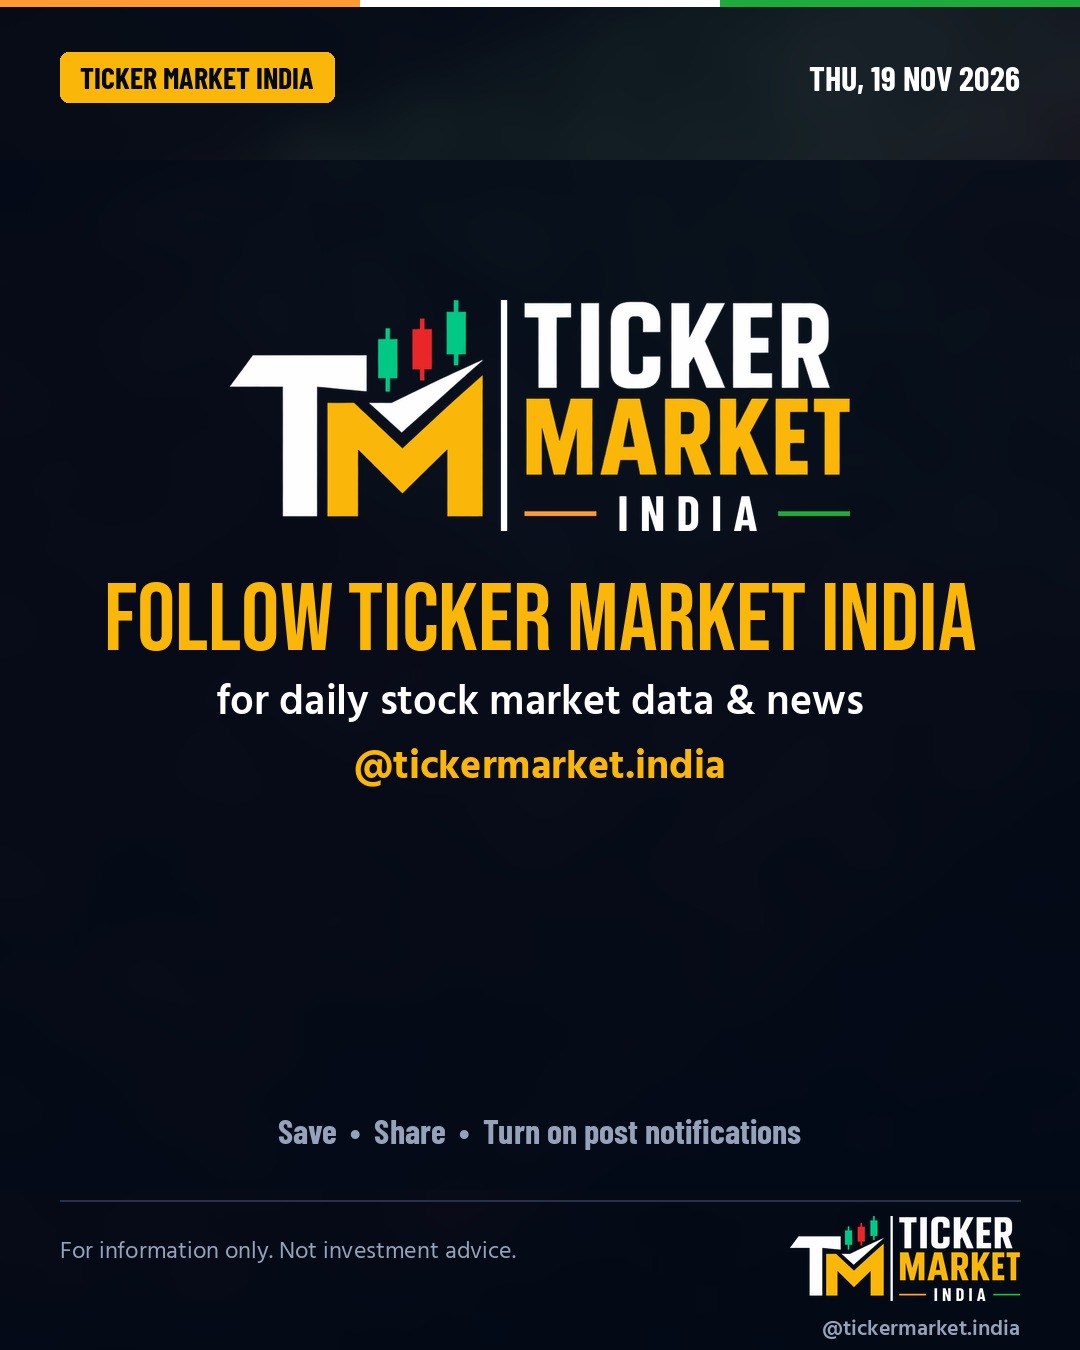 TICKER MARKET INDIA
THU, 19 NOV 2026
TM
TICKER
MARKET
INDIA
FOLLOW TICKER MARKET INDIA
for daily stock market data & news
@tickermarket.india
Save • Share • Turn on post notifications
For information only. Not investment advice.
TM
TICKER
MARKET
INDIA
@tickermarket.india